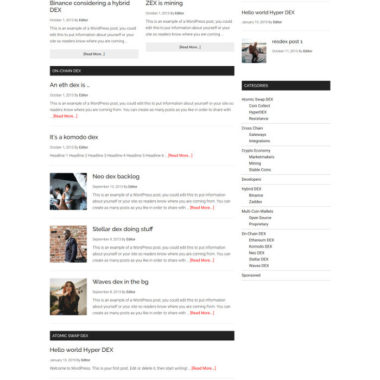 Binance considering a hybrid
DEX
October 1, 2019 by Editor
This is an example of a WordPress post, you could
edit this to put information about yourself or your
site so readers know where you are coming ...
[Read More...]
ZEX is mining
October 1, 2019 by Editor
This is an example of a WordPress post, you could
edit this to put information about yourself or your
site so readers know where you are coming ...
[Read More...]
ON-CHAIN DEX
An eth dex is ..
October 1, 2019 by Editor
This is an example of a WordPress post, you could edit this to put information about yourself or your site so readers
know where you are coming from. You can create as many posts as you like in order to share with
... [Read More...]
It's a komodo dex
October 1, 2019 by Editor
Headline 1 Headline 2 Headline 3 Headline 4 Headline 5 Headline 6 ... [Read More...]
Neo dex backlog
September 10, 2019 by Editor
This is an example of a WordPress post, you could edit this to put information
about yourself or your site so readers know where you are coming from. You can
create as many posts as you like in order to share with ... [Read More...]
Stellar dex doing stuff
September 9, 2019 by Editor
This is an example of a WordPress post, you could edit this to put information
about yourself or your site so readers know where you are coming from. You can
create as many posts as you like in order to share with ... [Read More...]
Waves dex in the bg
September 8, 2019 by Editor
This is an example of a WordPress post, you could edit this to put information
about yourself or your site so readers know where you are coming from. You can
create as many posts as you like in order to share with ... [Read More...]
ATOMIC SWAP DEX
Hello world Hyper DEX
January 10, 2019 by Editor
Welcome to WordPress. This is your first post. Edit or delete it, then start writing! ... [Read More...]
Hello world Hyper DEX
January 10, 2019 by Editor
resdex post`s
October 11, 2018 by Editor
CATEGORIES
Atomic Swap DEX
Coin Collect
HyperDEX
Resistance
Cross Chain
Gateways
Integrations
Crypto Economy
Marketmakers
Mining
Stable Coins
Developers
Hybrid DEX
Binance
Zaddex
Multi-Coin Wallets
Open Source
Proprietary
On-Chain DEX
Ethereum DEX
Komodo DEX
Neo DEX
Stellar DEX
Waves DEX
Sponsored